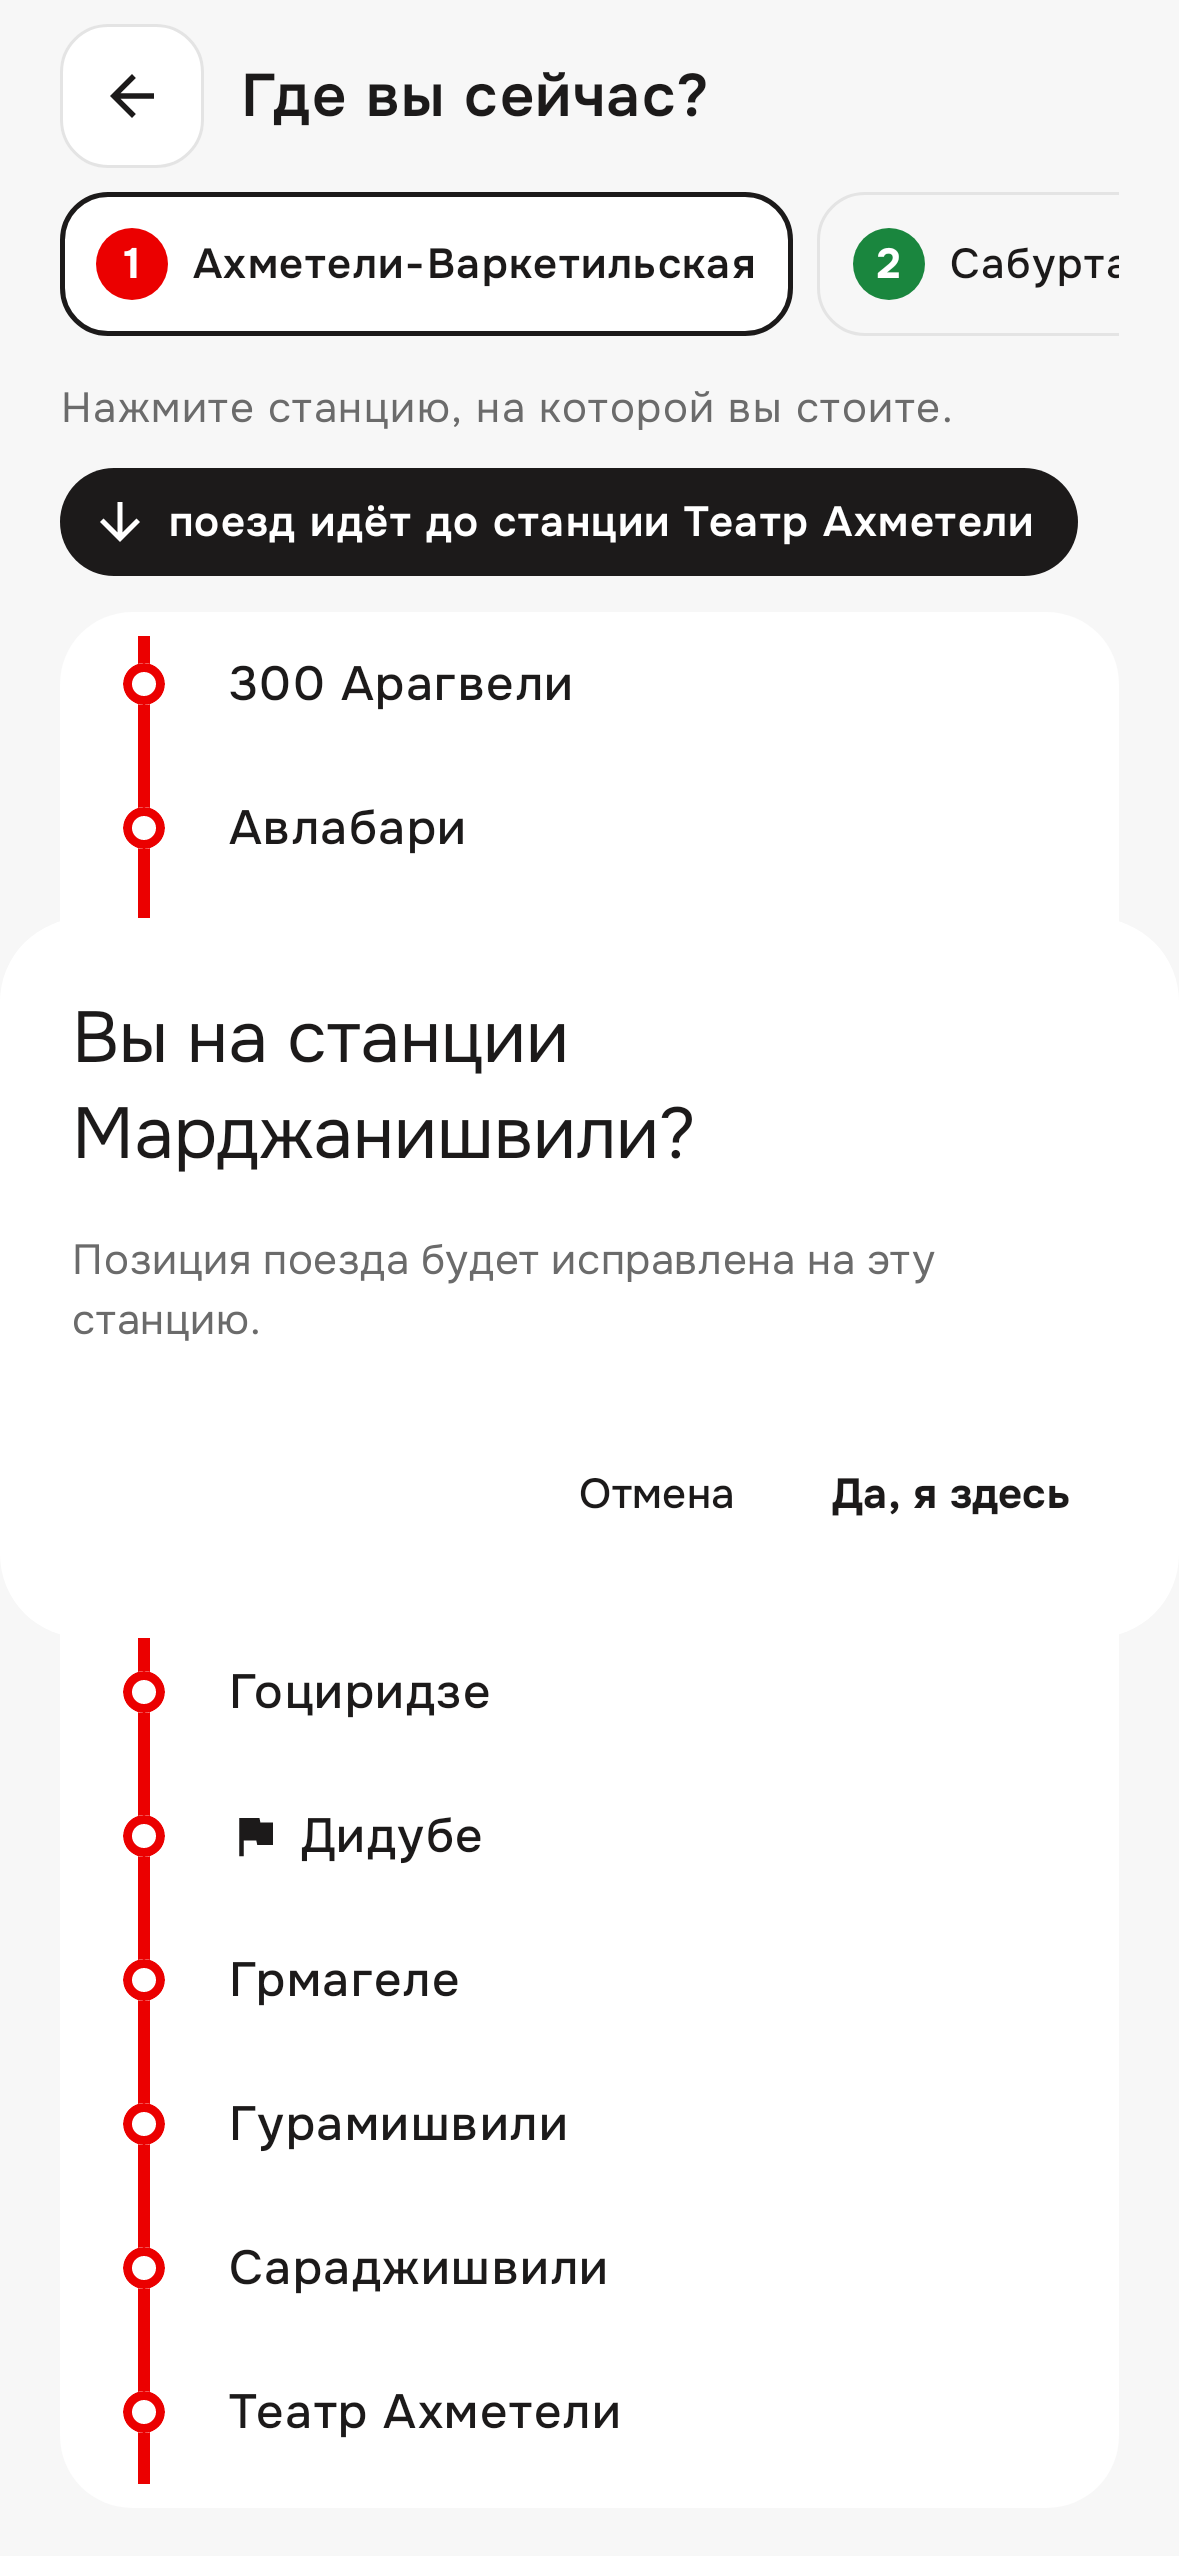 Где вы сейчас?
1 Ахметели-Варкетильская
2 Сабурта
Нажмите станцию, на которой вы стоите.
поезд идёт до станции Театр Ахметели
300 Арагвели
Авлабари
Вы на станции
Марджанишвили?
Позиция поезда будет исправлена на эту
станцию.
Отмена Да, я здесь
Гоциридзе
Дидубе
Грмагеле
Гурамишвили
Сараджишвили
Театр Ахметели